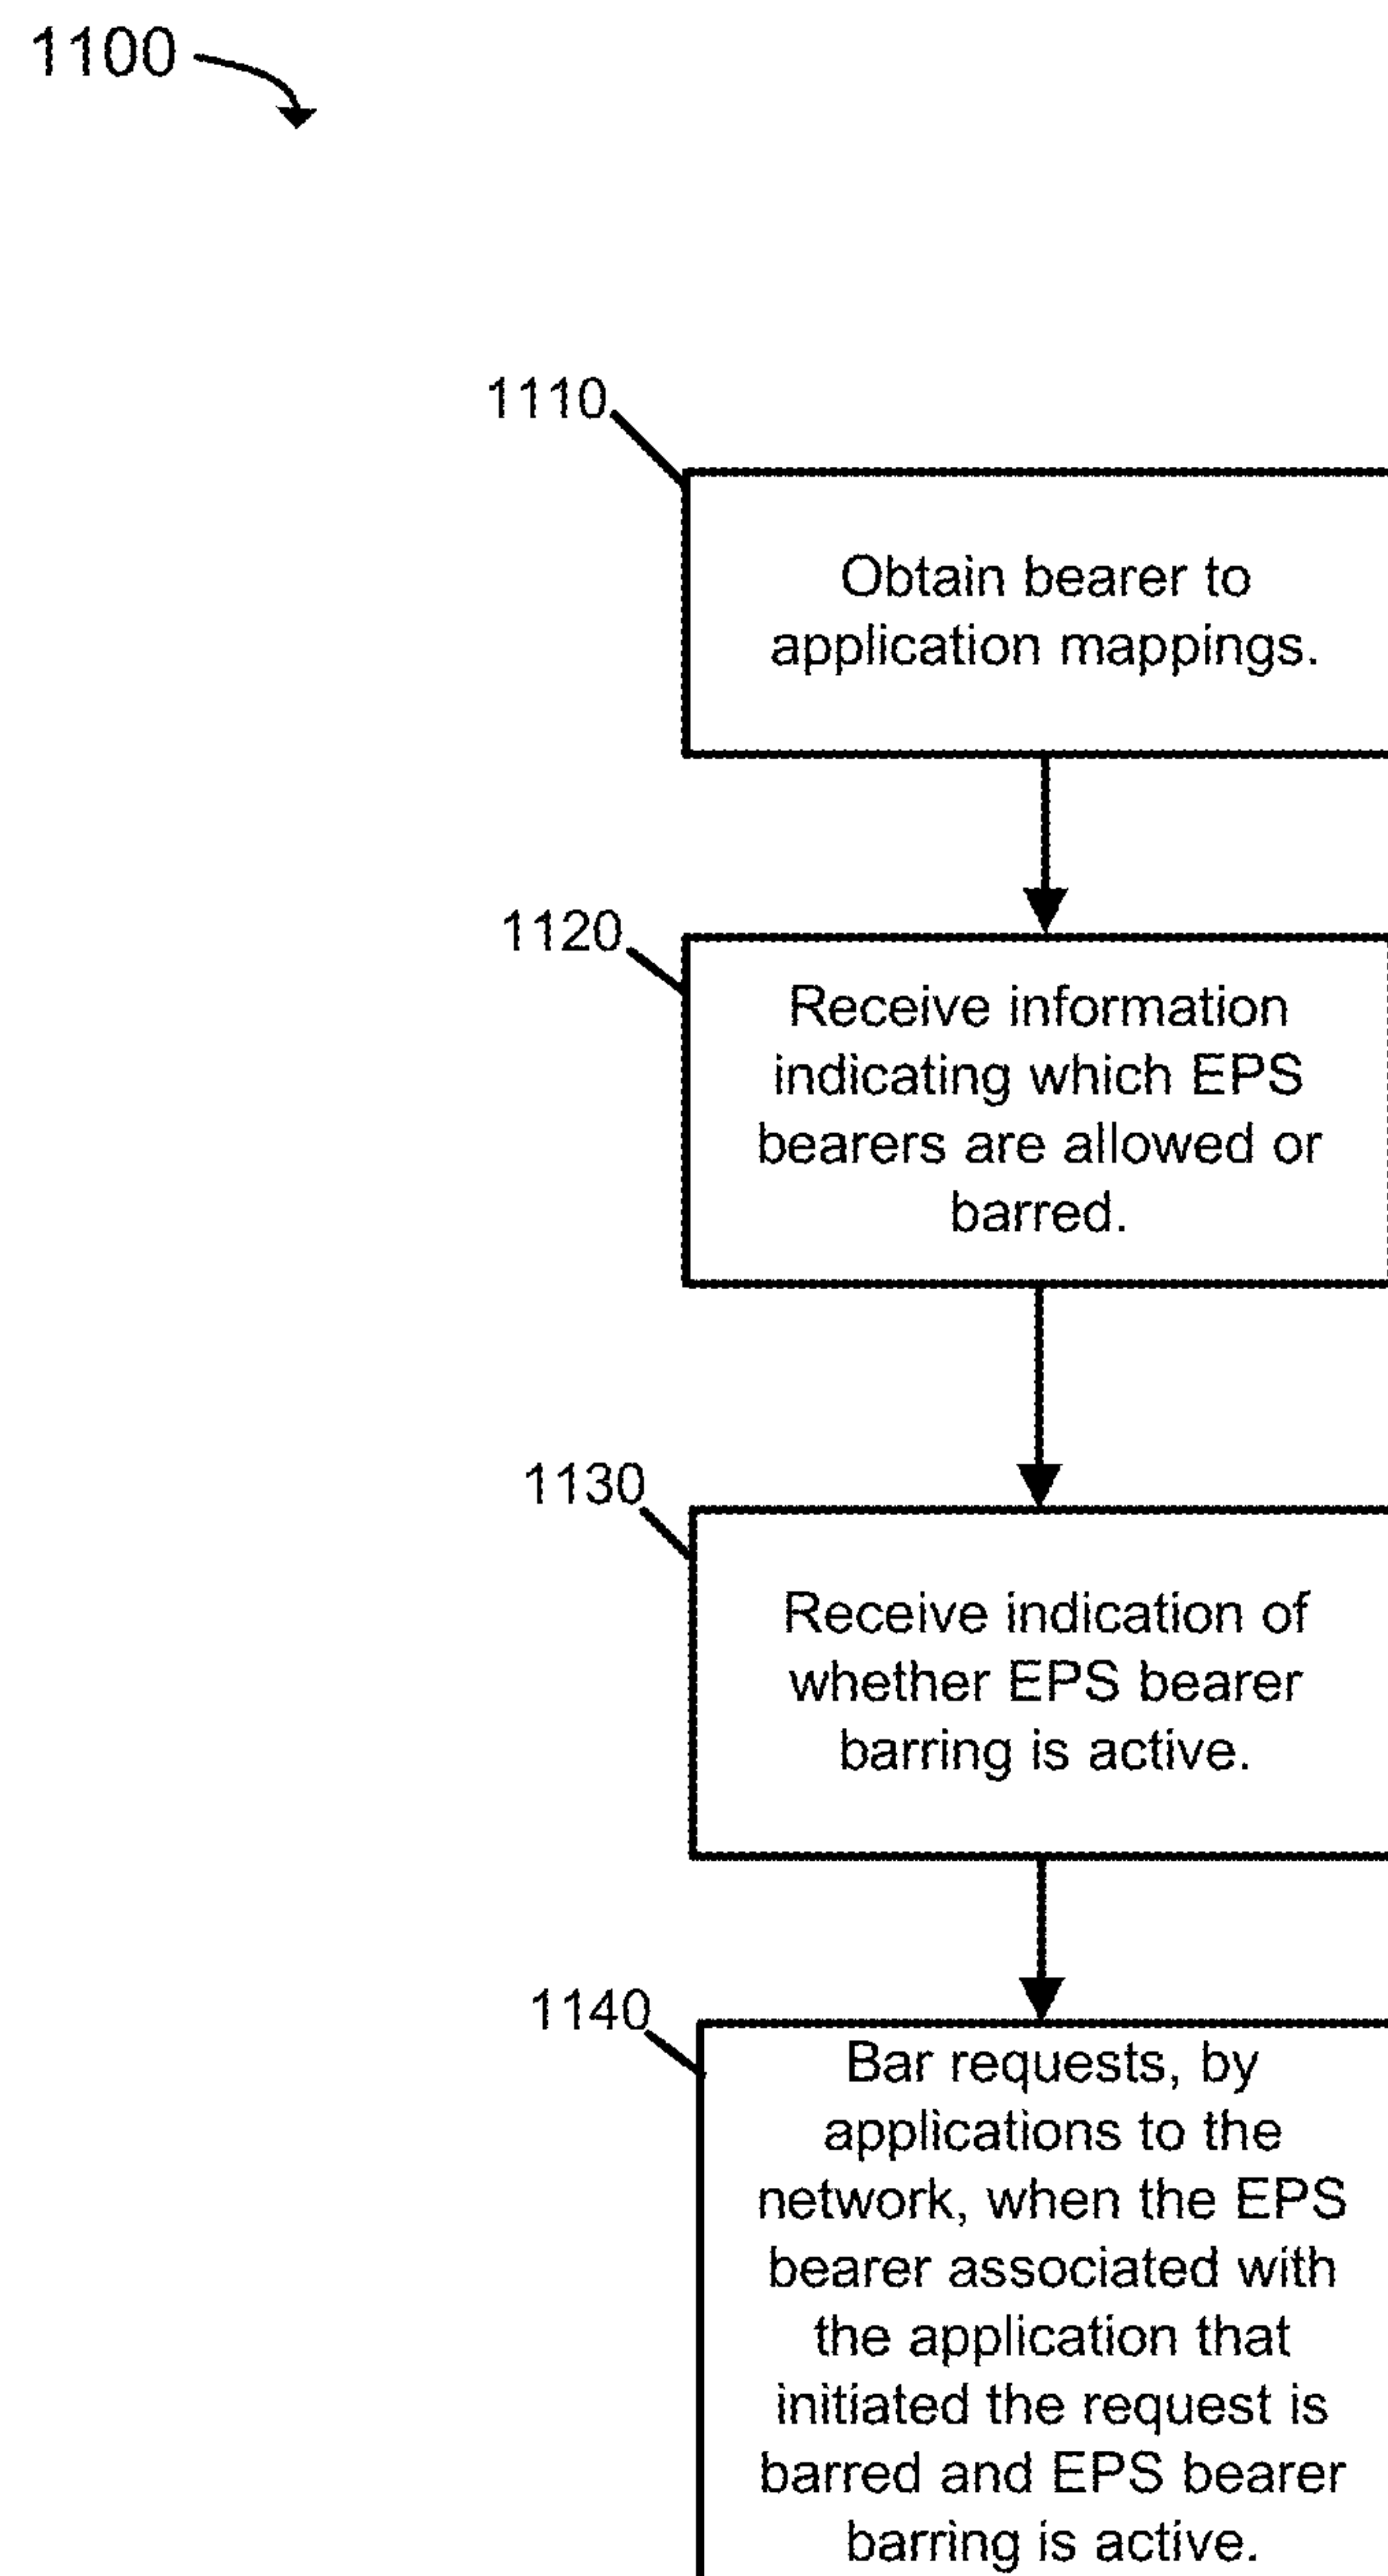 1100
1110
Obtain bearer to
application mappings.
1120
Receive information
indicating which EPS
bearers are allowed or
barred.
1130
Receive indication of
whether EPS bearer
barring is active.
1140
Bar requests, by
applications to the
network, when the EPS
bearer associated with
the application that
initiated the request is
barred and EPS bearer
barring is active.